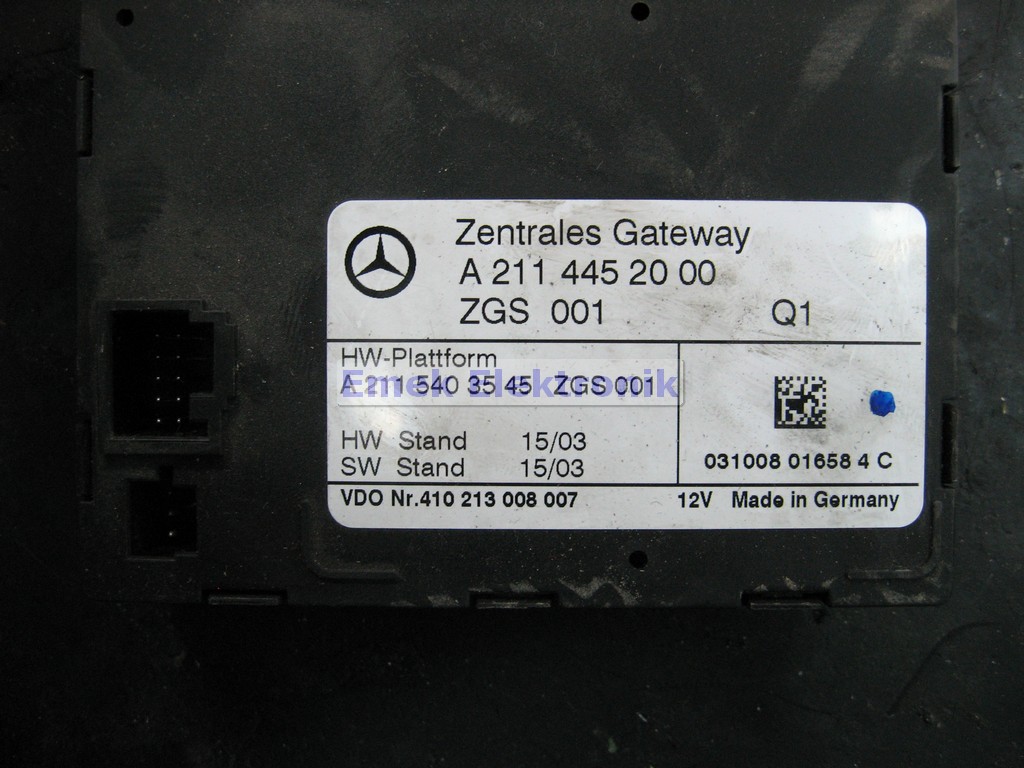 Zentrales Gateway
A 211 445 20 00
ZGS 001 Q1
HW-Plattform
A 211 540 35 45 ZGS 001
Emek Elektronik
HW Stand 15/03
SW Stand 15/03
031008 01658 4 C
VDO Nr.410 213 008 007 12V Made in Germany